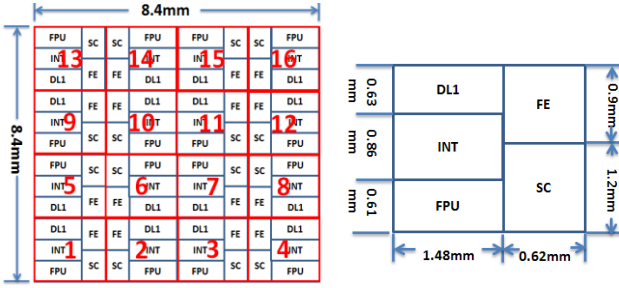 8.4mm
8.4mm
FPU SC SC FPU FPU SC SC FPU
INT 13 14 INT INT 15 16 INT
DL1 FE FE DL1 DL1 FE FE DL1
DL1 FE FE DL1 DL1 FE FE DL1
INT 9 10 INT INT 11 12 INT
FPU SC SC FPU FPU SC SC FPU
FPU SC SC FPU FPU SC SC FPU
INT 5 6 INT INT 7 8 INT
DL1 FE FE DL1 DL1 FE FE DL1
DL1 FE FE DL1 DL1 FE FE DL1
INT 1 2 INT INT 3 4 INT
FPU SC SC FPU FPU SC SC FPU
0.63 mm
0.86 mm
0.61 mm
DL1
INT
FPU
FE
SC
0.9mm
1.2mm
1.48mm
0.62mm